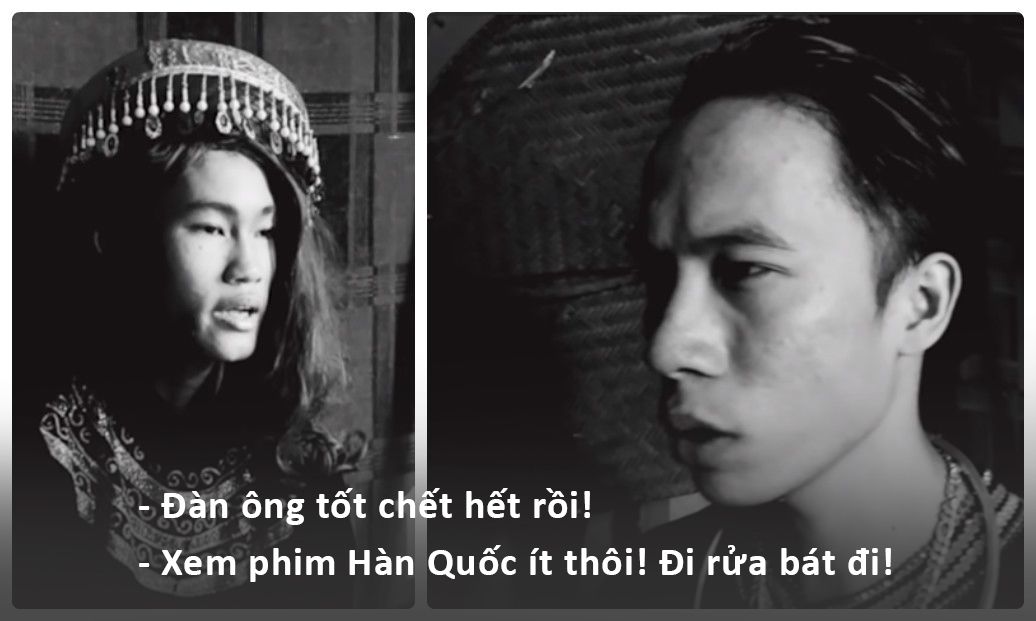 - Đàn ông tốt chết hết rồi!
- Xem phim Hàn Quốc ít thôi! Đi rửa bát đi!